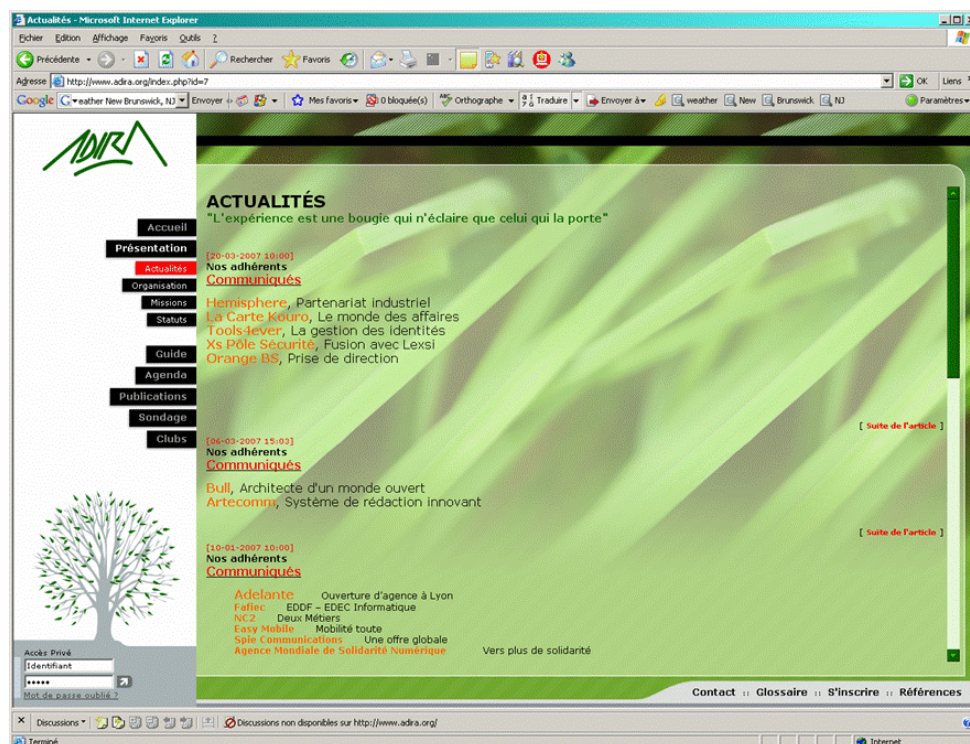 Actualités - Microsoft Internet Explorer
Fichier Edition Affichage Favoris Outils ?
Précédente Rechercher Favoris
Adresse http://www.adira.org/index.php?id=7 OK Liens
Google eather New Brunswick, NJ Envoyer Mes favoris 0 bloquée(s) Orthographe Traduire Envoyer à weather New Brunswick NJ Paramètres
ADIRA
ACTUALITÉS
"L'expérience est une bougie qui n'éclaire que celui qui la porte"
Accueil
Présentation
Actualités
Organisation
Missions
Statuts
Guide
Agenda
Publications
Sondage
Clubs
[20-03-2007 10:00]
Nos adhérents
Communiqués
Hemisphere, Partenariat industriel
La Carte Kouro, Le monde des affaires
Tools4ever, La gestion des identités
Xs Pôle Sécurité, Fusion avec Lexsi
Orange BS, Prise de direction
[ Suite de l'article ]
[06-03-2007 15:03]
Nos adhérents
Communiqués
Bull, Architecte d'un monde ouvert
Artecomm, Système de rédaction innovant
[ Suite de l'article ]
[10-01-2007 10:00]
Nos adhérents
Communiqués
Adelante Ouverture d'agence à Lyon
Fafiec EDDF – EDEC Informatique
NC2 Deux Métiers
Easy Mobile Mobilité toute
Spie Communications Une offre globale
Agence Mondiale de Solidarité Numérique Vers plus de solidarité
Accès Privé
Identifiant
•••••
Mot de passe oublié ?
Contact :: Glossaire :: S'inscrire :: Références
Discussions Discussions non disponibles sur http://www.adira.org/
Terminé Internet